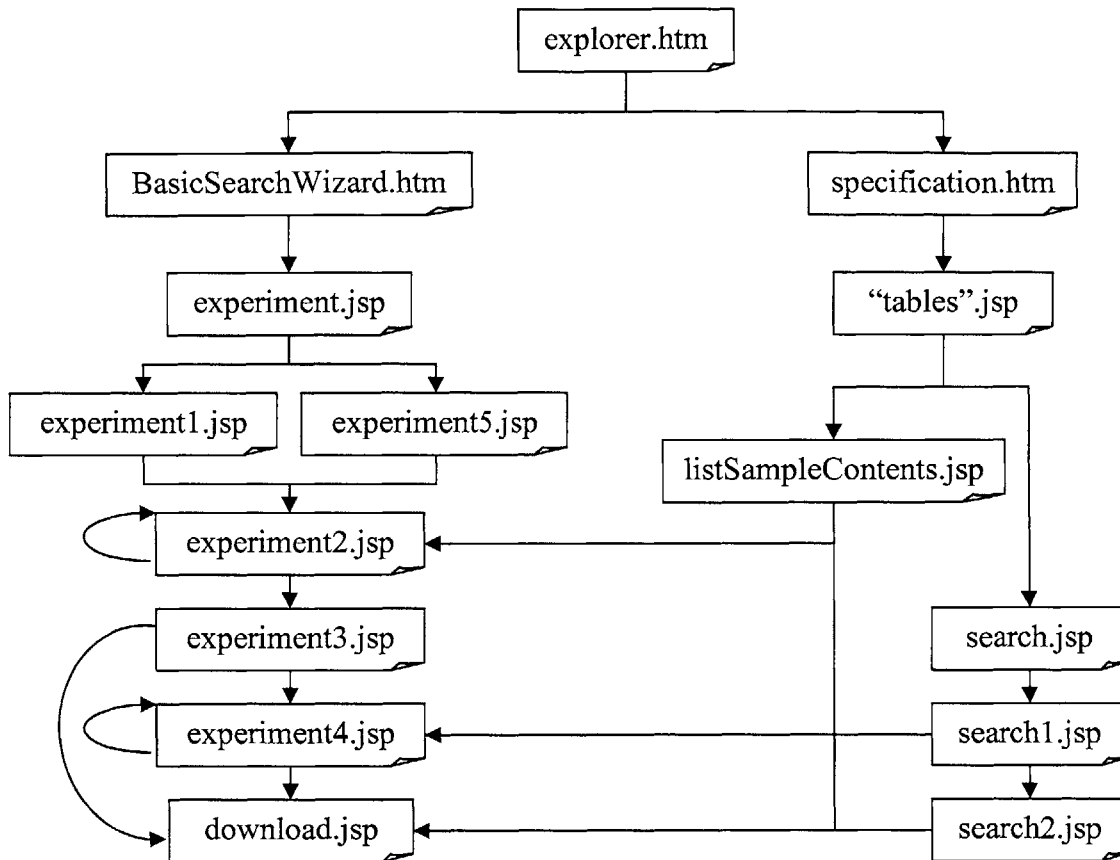 explorer.htm
BasicSearchWizard.htm
specification.htm
experiment.jsp
“tables”.jsp
experiment1.jsp
experiment5.jsp
listSampleContents.jsp
experiment2.jsp
experiment3.jsp
search.jsp
experiment4.jsp
search1.jsp
download.jsp
search2.jsp